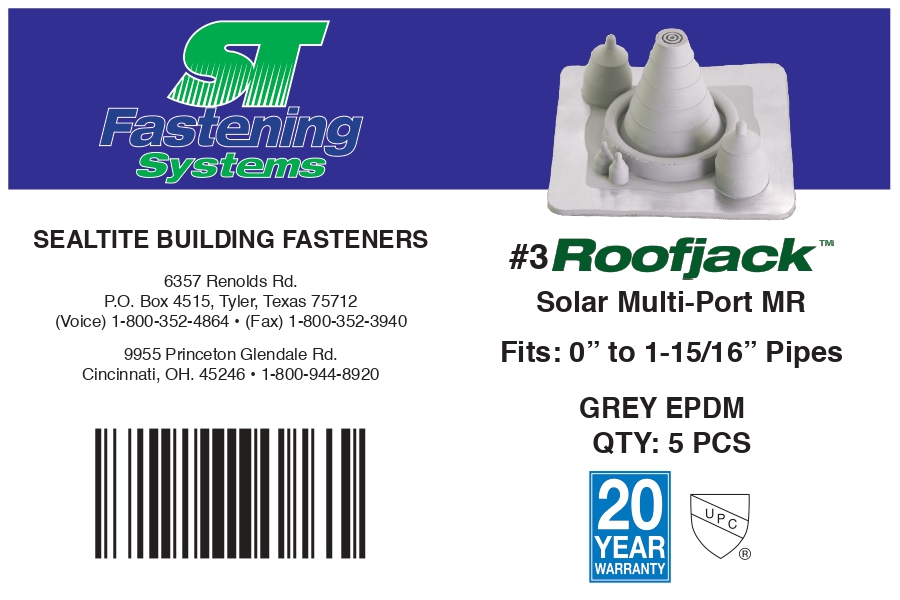 ST
Fastening
Systems
SEALTITE BUILDING FASTENERS
6357 Renolds Rd.
P.O. Box 4515, Tyler, Texas 75712
(Voice) 1-800-352-4864 • (Fax) 1-800-352-3940
9955 Princeton Glendale Rd.
Cincinnati, OH. 45246 • 1-800-944-8920
#3 Roofjack™
Solar Multi-Port MR
Fits: 0” to 1-15/16” Pipes
GREY EPDM
QTY: 5 PCS
20
YEAR
WARRANTY
UPC
®